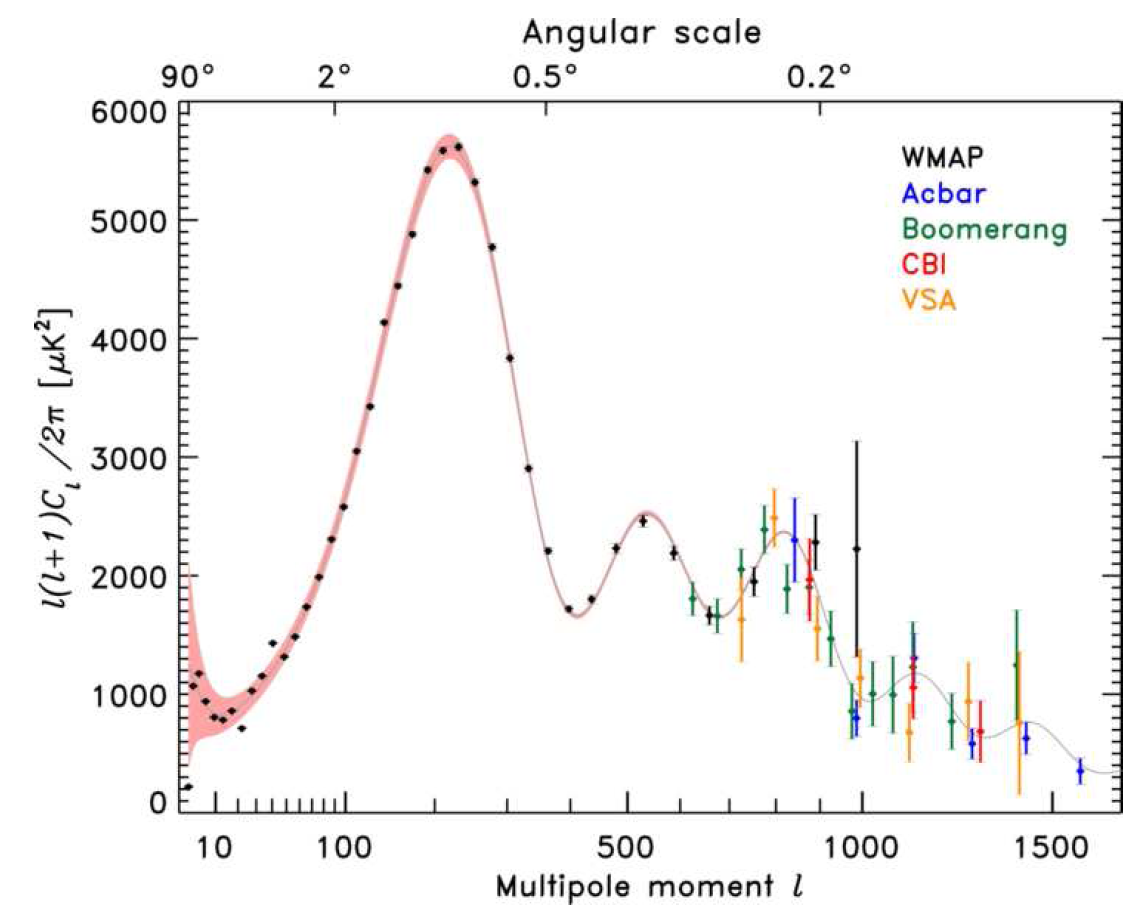 Angular scale
90° 2° 0.5° 0.2°
6000
5000
4000
3000
2000
1000
0
l(l+1)C_l /2π [μK²]
WMAP
Acbar
Boomerang
CBI
VSA
10 100 500 1000 1500
Multipole moment l